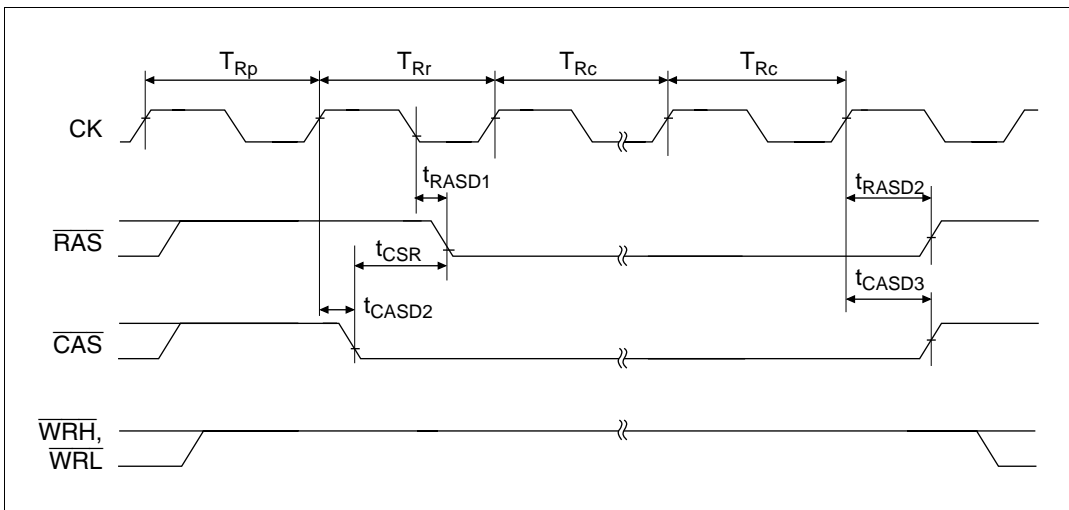 TRp TRr TRc TRc
CK
tRASD1 tRASD2
RAS
tCSR
tCASD3
tCASD2
CAS
WRH,
WRL